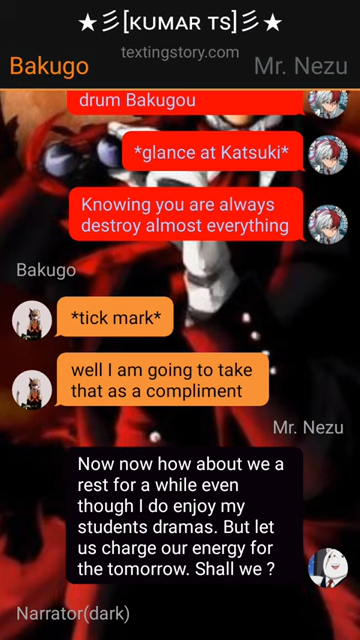 ★彡[ᴋᴜᴍᴀʀ ᴛs]彡★
textingstory.com
Bakugo
Mr. Nezu
drum Bakugou
*glance at Katsuki*
Knowing you are always
destroy almost everything
Bakugo
*tick mark*
well I am going to take
that as a compliment
Mr. Nezu
Now now how about we a
rest for a while even
though I do enjoy my
students dramas. But let
us charge our energy for
the tomorrow. Shall we ?
Narrator(dark)